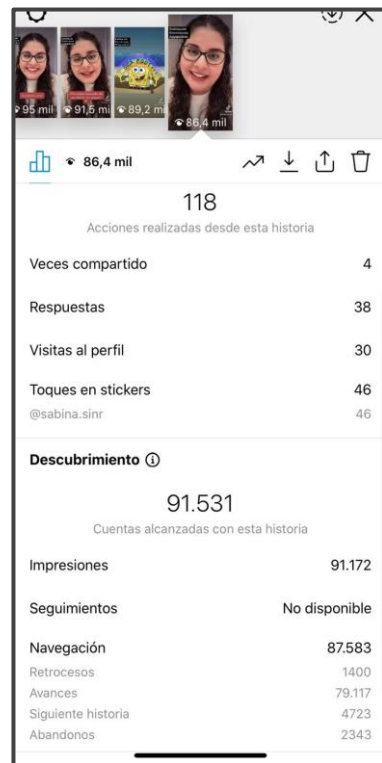 95 mil
91,5 mil
89,2 mi
86,4 mil
86,4 mil
118
Acciones realizadas desde esta historia
Veces compartido 4
Respuestas 38
Visitas al perfil 30
Toques en stickers 46
@sabina.sinr 46
Descubrimiento
91.531
Cuentas alcanzadas con esta historia
Impresiones 91.172
Seguimientos No disponible
Navegación 87.583
Retrocesos 1400
Avances 79.117
Siguiente historia 4723
Abandonos 2343